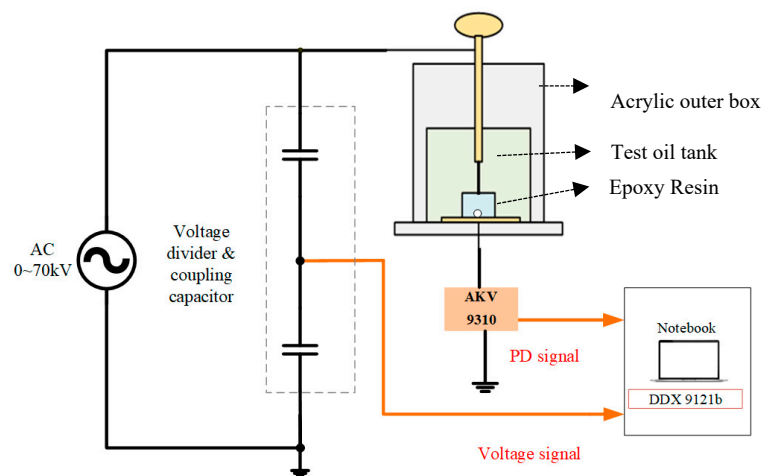 Acrylic outer box
Test oil tank
Epoxy Resin
Voltage
divider &
coupling
capacitor
AC
0~70kV
AKV
9310
PD signal
Notebook
DDX 9121b
Voltage signal